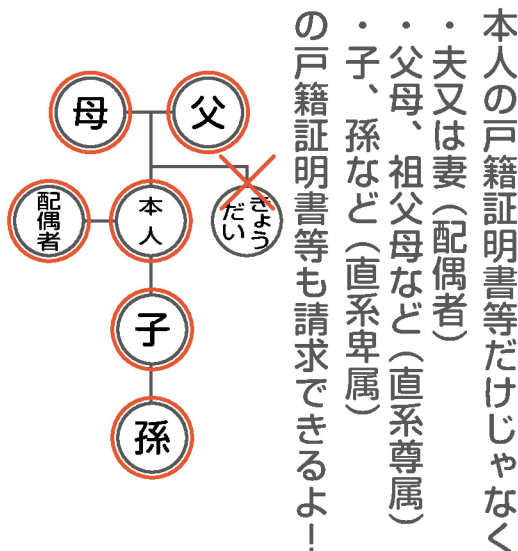 本人の戸籍証明書等だけじゃなく
・夫又は妻（配偶者）
・父母、祖父母など（直系尊属）
・子、孫など（直系卑属）
の戸籍証明書等も請求できるよ！
父
母
きょう
だい
本人
配偶者
子
孫